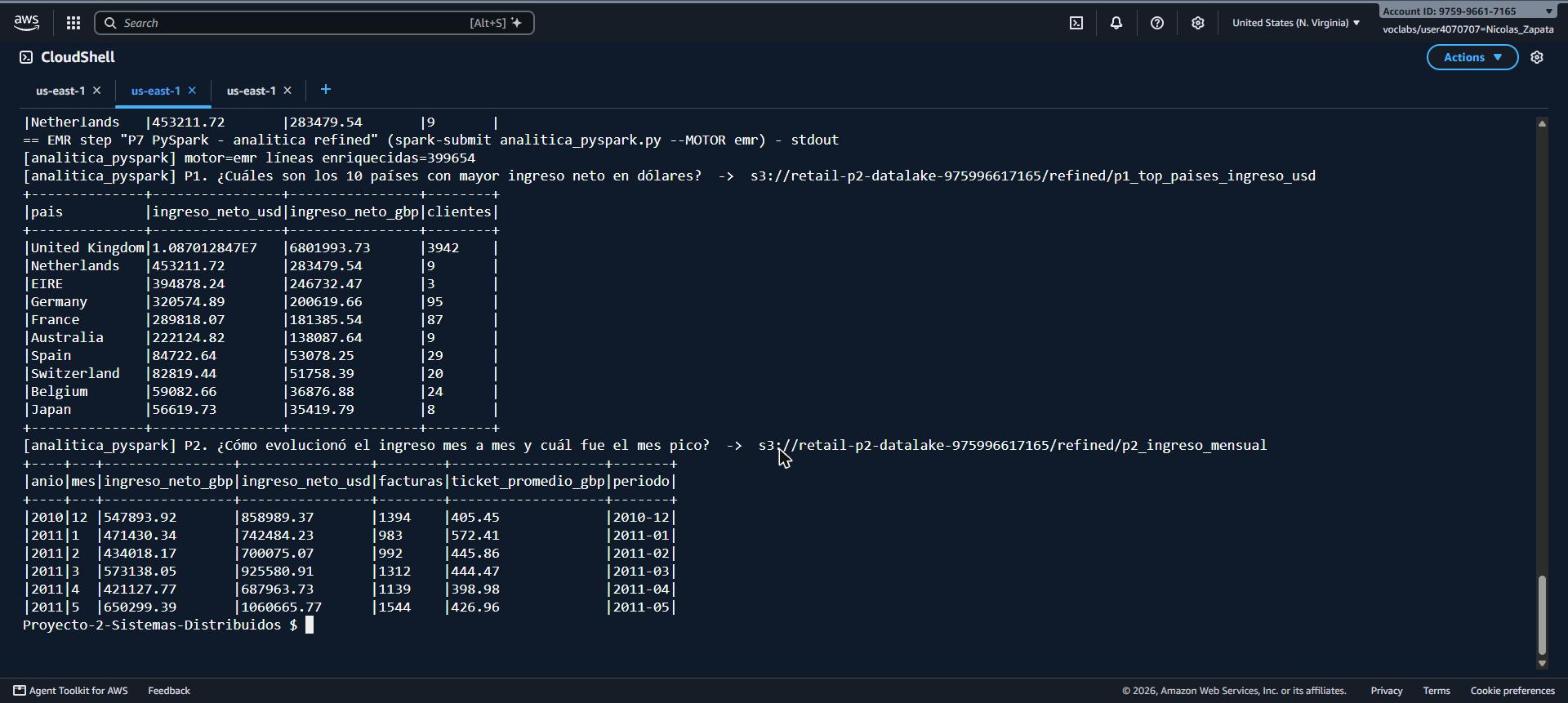 aws
Search [Alt+S]
United States (N. Virginia) ▼
Account ID: 9759-9661-7165 ▼
voclabs/user4070707=Nicolas_Zapata
CloudShell
Actions ▼
us-east-1 ×
us-east-1 ×
us-east-1 ×
+
|Netherlands   |453211.72       |283479.54       |9       |
== EMR step "P7 PySpark - analitica refined" (spark-submit analitica_pyspark.py --MOTOR emr) - stdout
[analitica_pyspark] motor=emr líneas enriquecidas=399654
[analitica_pyspark] P1. ¿Cuáles son los 10 países con mayor ingreso neto en dólares?  ->  s3://retail-p2-datalake-975996617165/refined/p1_top_paises_ingreso_usd
+--------------+----------------+----------------+--------+
|pais          |ingreso_neto_usd|ingreso_neto_gbp|clientes|
+--------------+----------------+----------------+--------+
|United Kingdom|1.087012847E7   |6801993.73      |3942    |
|Netherlands   |453211.72       |283479.54       |9       |
|EIRE          |394878.24       |246732.47       |3       |
|Germany       |320574.89       |200619.66       |95      |
|France        |289818.07       |181385.54       |87      |
|Australia     |222124.82       |138087.64       |9       |
|Spain         |84722.64        |53078.25        |29      |
|Switzerland   |82819.44        |51758.39        |20      |
|Belgium       |59082.66        |36876.88        |24      |
|Japan         |56619.73        |35419.79        |8       |
+--------------+----------------+----------------+--------+
[analitica_pyspark] P2. ¿Cómo evolucionó el ingreso mes a mes y cuál fue el mes pico?  ->  s3://retail-p2-datalake-975996617165/refined/p2_ingreso_mensual
+----+---+----------------+----------------+--------+-------------------+-------+
|anio|mes|ingreso_neto_gbp|ingreso_neto_usd|facturas|ticket_promedio_gbp|periodo|
+----+---+----------------+----------------+--------+-------------------+-------+
|2010|12 |547893.92       |858989.37       |1394    |405.45             |2010-12|
|2011|1  |471430.34       |742484.23       |983     |572.41             |2011-01|
|2011|2  |434018.17       |700075.07       |992     |445.86             |2011-02|
|2011|3  |573138.05       |925580.91       |1312    |444.47             |2011-03|
|2011|4  |421127.77       |687963.73       |1139    |398.98             |2011-04|
|2011|5  |650299.39       |1060665.77      |1544    |426.96             |2011-05|
Proyecto-2-Sistemas-Distribuidos $
Agent Toolkit for AWS
Feedback
© 2026, Amazon Web Services, Inc. or its affiliates.
Privacy
Terms
Cookie preferences